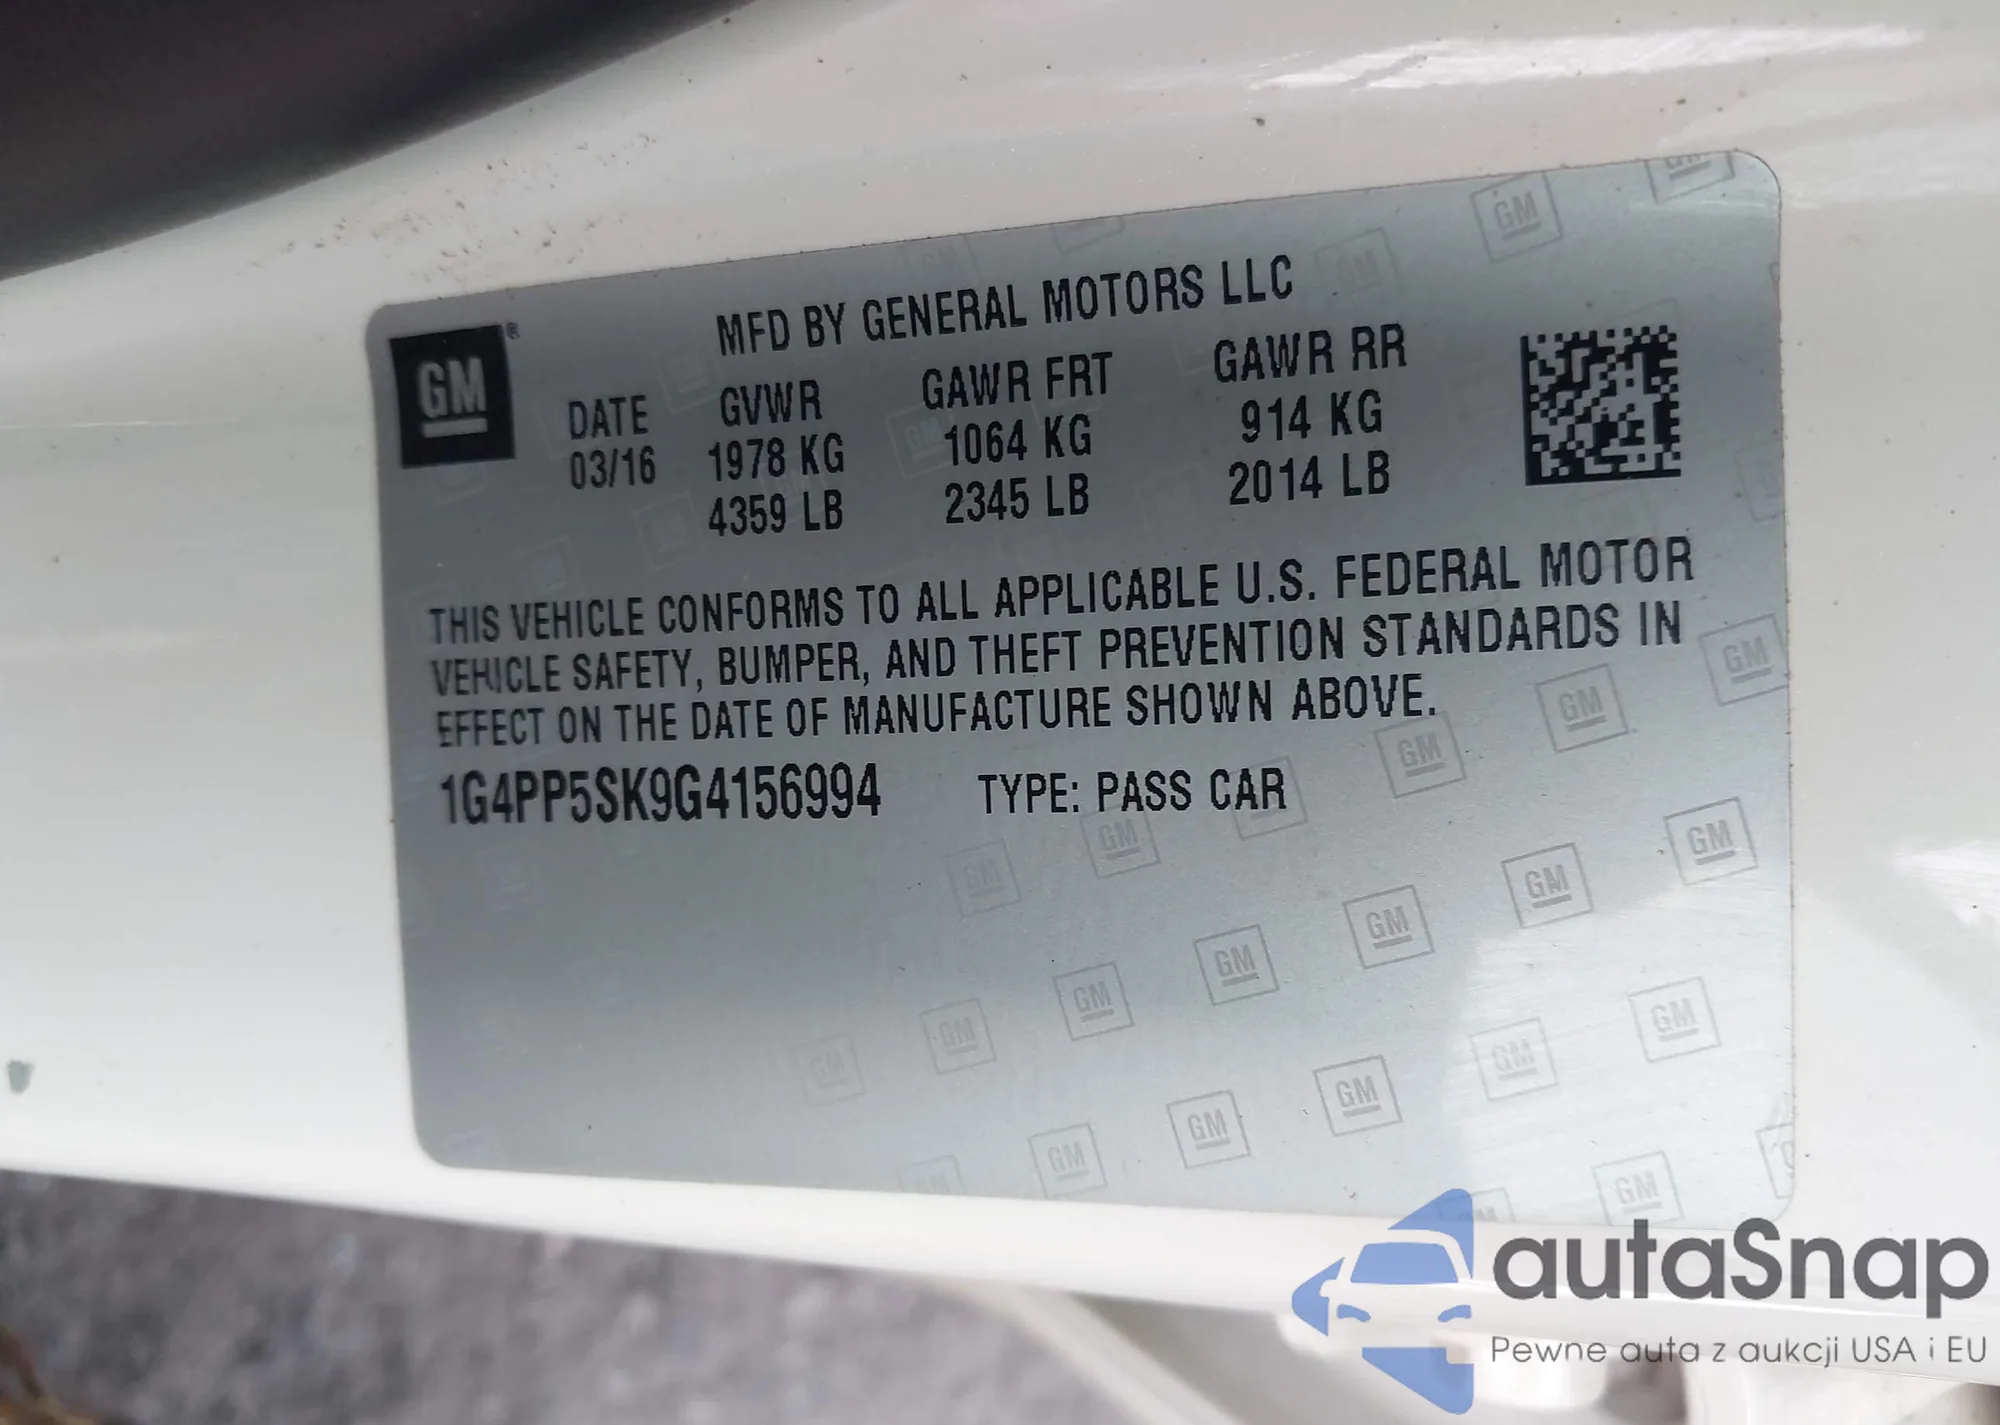 MFD BY GENERAL MOTORS LLC
GM®
DATE GVWR GAWR FRT GAWR RR
03/16 1978 KG 1064 KG 914 KG
4359 LB 2345 LB 2014 LB
THIS VEHICLE CONFORMS TO ALL APPLICABLE U.S. FEDERAL MOTOR
VEHICLE SAFETY, BUMPER, AND THEFT PREVENTION STANDARDS IN
EFFECT ON THE DATE OF MANUFACTURE SHOWN ABOVE.
1G4PP5SK9G4156994 TYPE: PASS CAR
autaSnap
Pewne auta z aukcji USA i EU